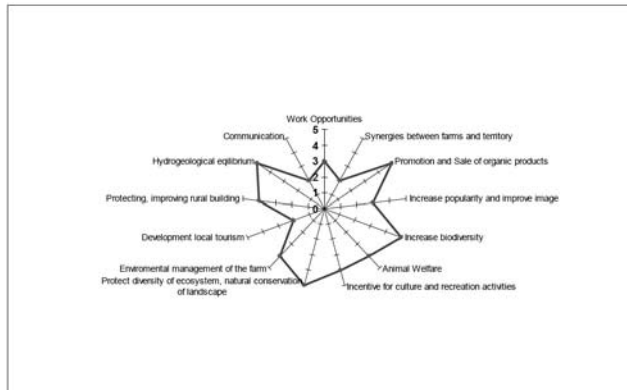 Work Opportunities
5
4
3
2
1
0
Communication
Synergies between farms and territory
Hydrogeological eqlibrium
Promotion and Sale of organic products
Protecting, improving rural building
Increase popularity and improve image
Development local tourism
Increase biodiversity
Enviromental management of the farm
Animal Welfare
Protect diversity of ecosystem, natural conservation
of landscape
Incentive for culture and recreation activities